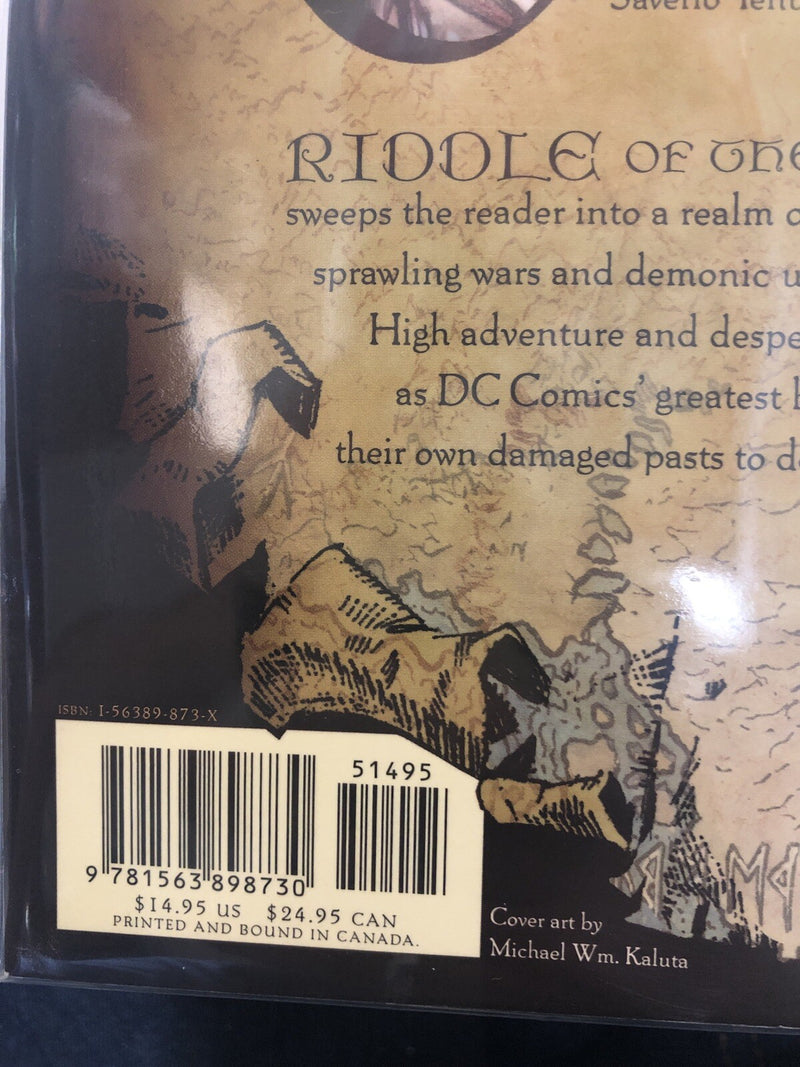 Saverio
RIDDLE OF THE
sweeps the reader into a realm
sprawling wars and demonic
High adventure and
as DC Comics' greatest
their own damaged pasts to
ISBN: 1-56389-873-X
51495
9 781563 898730
$14.95 US $24.95 CAN
PRINTED AND BOUND IN CANADA.
Cover art by
Michael Wm. Kaluta